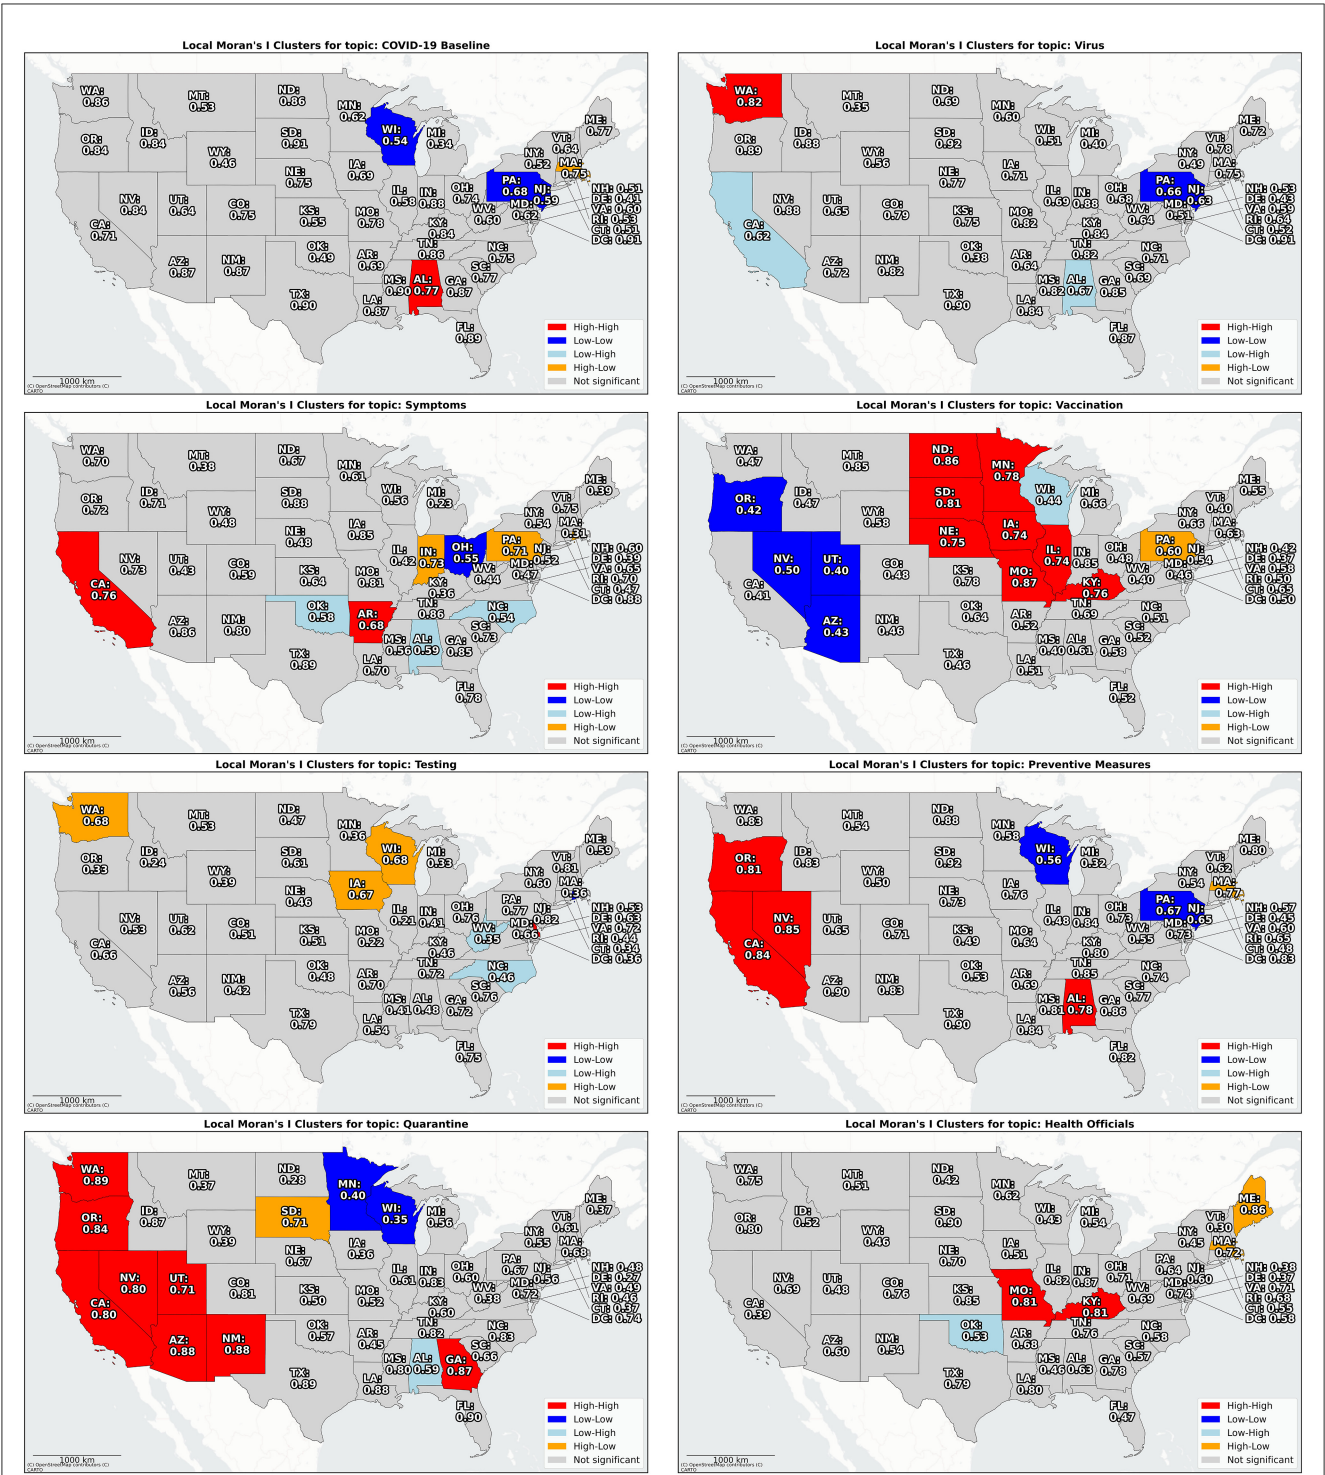 Local Moran's I Clusters for topic: COVID-19 Baseline
WA: 0.86
MT: 0.53
ND: 0.86
MN: 0.62
WI: 0.54
MI: 0.34
ME: 0.77
VT: 0.64
OR: 0.84
ID: 0.84
WY: 0.46
SD: 0.91
IA: 0.69
NY: 0.52
MA: 0.75
NE: 0.75
PA: 0.68
NJ: 0.59
NV: 0.84
UT: 0.64
CO: 0.75
IL: 0.58
IN: 0.88
OH: 0.74
MD: 0.62
WV: 0.60
CA: 0.71
KS: 0.55
MO: 0.78
KY: 0.84
TN: 0.86
NC: 0.75
AZ: 0.87
NM: 0.87
OK: 0.49
AR: 0.69
SC: 0.77
MS: 0.90
AL: 0.77
GA: 0.87
TX: 0.90
LA: 0.87
FL: 0.89
NH: 0.51
DE: 0.41
VA: 0.60
RI: 0.53
CT: 0.51
DC: 0.91
High-High
Low-Low
Low-High
High-Low
Not significant
1000 km
(C) OpenStreetMap contributors (C) CARTO
Local Moran's I Clusters for topic: Virus
WA: 0.82
MT: 0.35
ND: 0.69
MN: 0.60
WI: 0.51
MI: 0.40
ME: 0.72
VT: 0.78
OR: 0.89
ID: 0.88
WY: 0.56
SD: 0.92
IA: 0.71
NY: 0.49
MA: 0.75
NE: 0.77
PA: 0.66
NJ: 0.63
NV: 0.88
UT: 0.65
CO: 0.79
IL: 0.69
IN: 0.88
OH: 0.68
MD: 0.51
WV: 0.64
CA: 0.62
KS: 0.75
MO: 0.82
KY: 0.84
TN: 0.82
NC: 0.71
AZ: 0.72
NM: 0.82
OK: 0.38
AR: 0.64
SC: 0.69
MS: 0.82
AL: 0.67
GA: 0.85
TX: 0.90
LA: 0.84
FL: 0.87
NH: 0.53
DE: 0.43
VA: 0.59
RI: 0.64
CT: 0.52
DC: 0.91
High-High
Low-Low
Low-High
High-Low
Not significant
1000 km
(C) OpenStreetMap contributors (C) CARTO
Local Moran's I Clusters for topic: Symptoms
WA: 0.70
MT: 0.38
ND: 0.67
MN: 0.61
WI: 0.56
MI: 0.23
ME: 0.39
VT: 0.75
OR: 0.72
ID: 0.71
WY: 0.48
SD: 0.88
IA: 0.85
NY: 0.54
MA: 0.31
NE: 0.48
PA: 0.71
NJ: 0.52
NV: 0.73
UT: 0.43
CO: 0.59
IL: 0.42
IN: 0.73
OH: 0.55
MD: 0.47
WV: 0.44
CA: 0.76
KS: 0.64
MO: 0.81
KY: 0.36
TN: 0.86
NC: 0.54
AZ: 0.86
NM: 0.80
OK: 0.58
AR: 0.68
SC: 0.73
MS: 0.56
AL: 0.59
GA: 0.85
TX: 0.89
LA: 0.70
FL: 0.78
NH: 0.60
VA: 0.65
RI: 0.70
CT: 0.47
DC: 0.88
High-High
Low-Low
Low-High
High-Low
Not significant
1000 km
(C) OpenStreetMap contributors (C) CARTO
Local Moran's I Clusters for topic: Vaccination
WA: 0.47
MT: 0.85
ND: 0.86
MN: 0.78
WI: 0.44
MI: 0.66
ME: 0.55
VT: 0.40
OR: 0.42
ID: 0.47
WY: 0.58
SD: 0.81
IA: 0.74
NY: 0.66
MA: 0.63
NE: 0.75
PA: 0.60
NJ: 0.54
NV: 0.50
UT: 0.40
CO: 0.48
IL: 0.74
IN: 0.85
OH: 0.48
MD: 0.46
WV: 0.40
CA: 0.41
KS: 0.78
MO: 0.87
KY: 0.76
TN: 0.69
NC: 0.51
AZ: 0.43
NM: 0.46
OK: 0.64
AR: 0.52
SC: 0.52
MS: 0.40
AL: 0.61
GA: 0.58
TX: 0.46
LA: 0.51
FL: 0.52
NH: 0.42
VA: 0.58
RI: 0.50
CT: 0.65
DC: 0.50
High-High
Low-Low
Low-High
High-Low
Not significant
1000 km
(C) OpenStreetMap contributors (C) CARTO
Local Moran's I Clusters for topic: Testing
WA: 0.68
MT: 0.53
ND: 0.47
MN: 0.36
WI: 0.68
MI: 0.33
ME: 0.59
VT: 0.81
OR: 0.33
ID: 0.24
WY: 0.39
SD: 0.61
IA: 0.67
NY: 0.60
MA: 0.36
NE: 0.46
PA: 0.77
NJ: 0.82
NV: 0.53
UT: 0.62
CO: 0.51
IL: 0.21
IN: 0.41
OH: 0.76
MD: 0.66
WV: 0.35
CA: 0.66
KS: 0.51
MO: 0.22
KY: 0.46
TN: 0.72
NC: 0.46
AZ: 0.56
NM: 0.42
OK: 0.48
AR: 0.70
SC: 0.76
MS: 0.41
AL: 0.48
GA: 0.72
TX: 0.79
LA: 0.54
FL: 0.75
NH: 0.53
DE: 0.63
VA: 0.72
RI: 0.44
CT: 0.34
DC: 0.36
High-High
Low-Low
Low-High
High-Low
Not significant
1000 km
(C) OpenStreetMap contributors (C) CARTO
Local Moran's I Clusters for topic: Preventive Measures
WA: 0.83
MT: 0.54
ND: 0.88
MN: 0.58
WI: 0.56
MI: 0.32
ME: 0.80
VT: 0.62
OR: 0.81
ID: 0.83
WY: 0.50
SD: 0.92
IA: 0.76
NY: 0.54
MA: 0.77
NE: 0.73
PA: 0.67
NJ: 0.65
NV: 0.85
UT: 0.65
CO: 0.71
IL: 0.48
IN: 0.84
OH: 0.73
MD: 0.73
WV: 0.55
CA: 0.84
KS: 0.49
MO: 0.64
KY: 0.80
TN: 0.85
NC: 0.74
AZ: 0.90
NM: 0.83
OK: 0.53
AR: 0.69
SC: 0.77
MS: 0.81
AL: 0.78
GA: 0.86
TX: 0.90
LA: 0.84
FL: 0.82
NH: 0.57
DE: 0.45
VA: 0.60
RI: 0.65
CT: 0.48
DC: 0.83
High-High
Low-Low
Low-High
High-Low
Not significant
1000 km
(C) OpenStreetMap contributors (C) CARTO
Local Moran's I Clusters for topic: Quarantine
WA: 0.89
MT: 0.37
ND: 0.28
MN: 0.40
WI: 0.35
MI: 0.56
ME: 0.37
VT: 0.61
OR: 0.84
ID: 0.87
WY: 0.39
SD: 0.71
IA: 0.36
NY: 0.55
MA: 0.68
NE: 0.67
PA: 0.67
NJ: 0.56
NV: 0.80
UT: 0.71
CO: 0.81
IL: 0.61
IN: 0.83
OH: 0.60
MD: 0.72
WV: 0.38
CA: 0.80
KS: 0.50
MO: 0.52
KY: 0.60
TN: 0.82
NC: 0.83
AZ: 0.88
NM: 0.88
OK: 0.57
AR: 0.45
SC: 0.66
MS: 0.80
AL: 0.59
GA: 0.87
TX: 0.89
LA: 0.88
FL: 0.90
NH: 0.48
DE: 0.27
VA: 0.49
RI: 0.46
CT: 0.37
DC: 0.74
High-High
Low-Low
Low-High
High-Low
Not significant
1000 km
(C) OpenStreetMap contributors (C) CARTO
Local Moran's I Clusters for topic: Health Officials
WA: 0.75
MT: 0.51
ND: 0.42
MN: 0.62
WI: 0.43
MI: 0.54
ME: 0.86
VT: 0.30
OR: 0.80
ID: 0.52
WY: 0.46
SD: 0.90
IA: 0.51
NY: 0.45
MA: 0.72
NE: 0.70
PA: 0.64
NJ: 0.60
NV: 0.69
UT: 0.48
CO: 0.76
IL: 0.82
IN: 0.87
OH: 0.71
MD: 0.74
WV: 0.69
CA: 0.39
KS: 0.85
MO: 0.81
KY: 0.81
TN: 0.76
NC: 0.58
AZ: 0.60
NM: 0.54
OK: 0.53
AR: 0.68
SC: 0.57
MS: 0.46
AL: 0.63
GA: 0.78
TX: 0.79
LA: 0.80
FL: 0.47
NH: 0.38
DE: 0.37
VA: 0.71
RI: 0.68
CT: 0.55
DC: 0.58
High-High
Low-Low
Low-High
High-Low
Not significant
1000 km
(C) OpenStreetMap contributors (C) CARTO